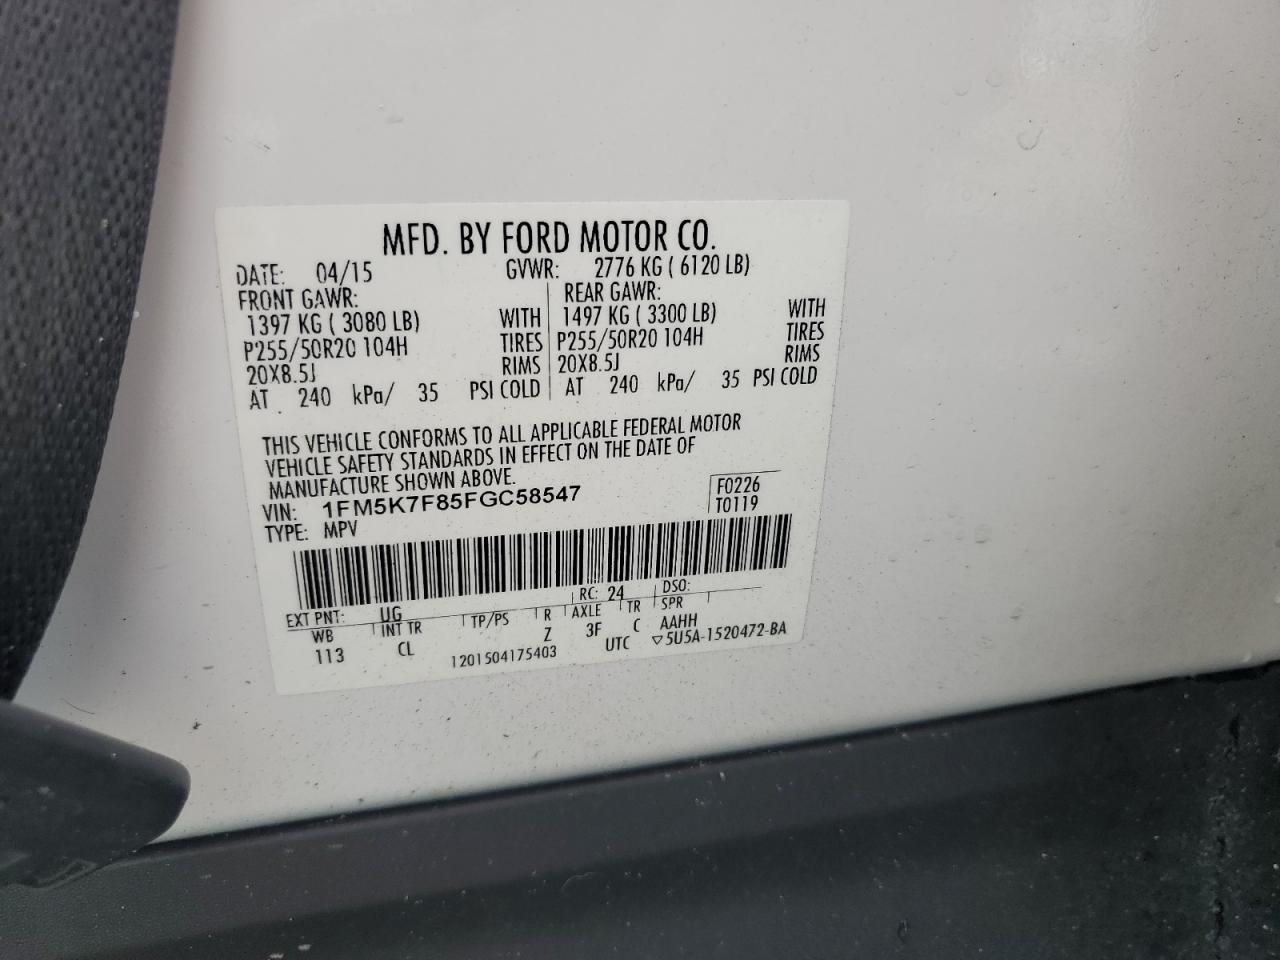 MFD. BY FORD MOTOR CO.
DATE: 04/15 GVWR: 2776 KG ( 6120 LB)
FRONT GAWR: REAR GAWR:
1397 KG ( 3080 LB) WITH 1497 KG ( 3300 LB) WITH
P255/50R20 104H TIRES P255/50R20 104H TIRES
20X8.5J RIMS 20X8.5J RIMS
AT 240 kPa/ 35 PSI COLD AT 240 kPa/ 35 PSI COLD
THIS VEHICLE CONFORMS TO ALL APPLICABLE FEDERAL MOTOR
VEHICLE SAFETY STANDARDS IN EFFECT ON THE DATE OF
MANUFACTURE SHOWN ABOVE.
VIN: 1FM5K7F85FGC58547 F0226
TYPE: MPV T0119
EXT PNT: UG RC: 24 DSO:
WB INT TR TP/PS R AXLE TR SPR
113 CL Z 3F C AAHH
1201504175403 UTC ▽5U5A-1520472-BA